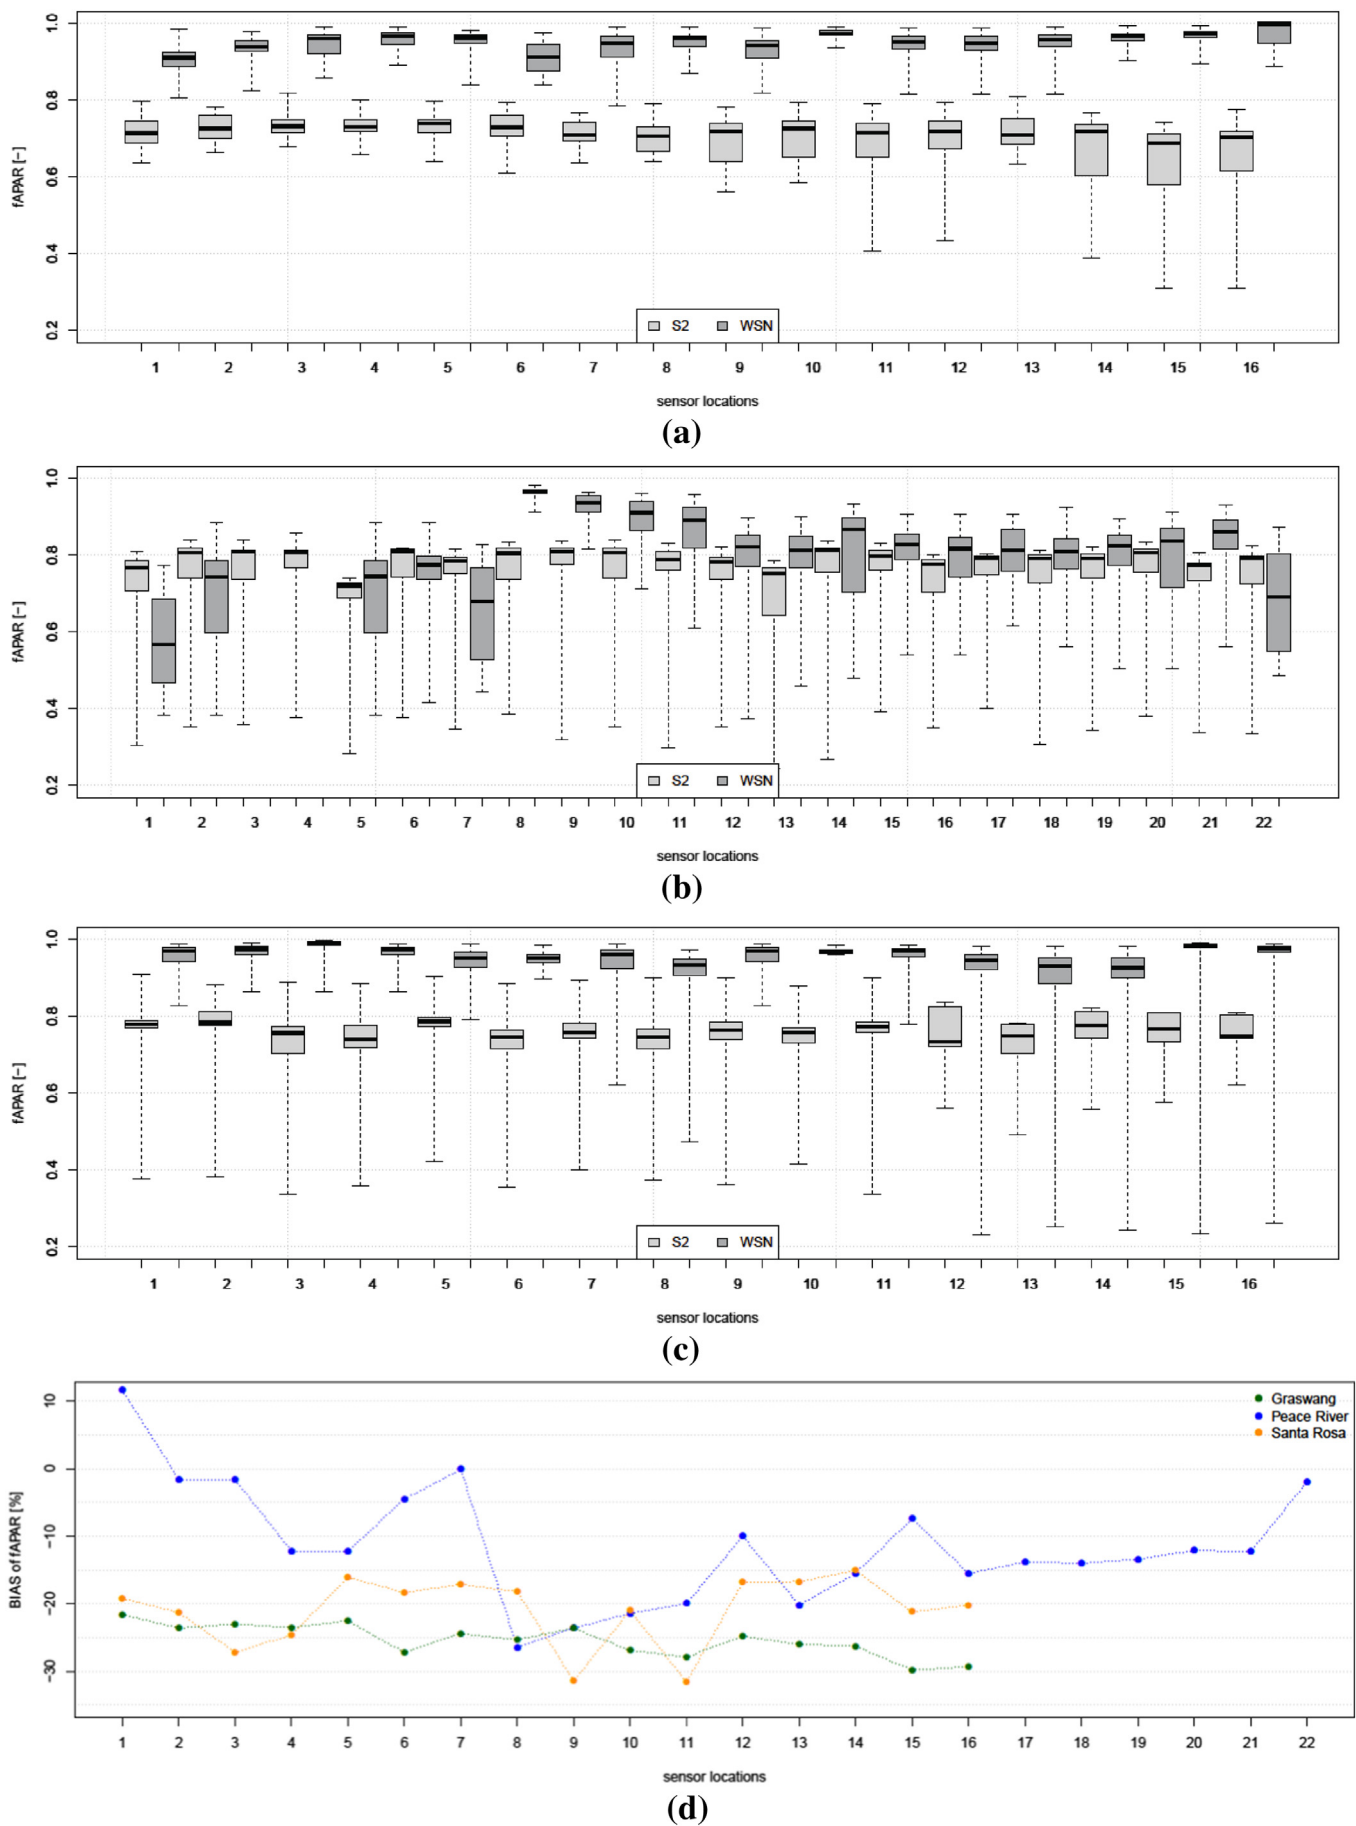 fAPAR [−]
1.0
0.8
0.6
0.4
0.2
S2 WSN
1 2 3 4 5 6 7 8 9 10 11 12 13 14 15 16
sensor locations
(a)
fAPAR [−]
1.0
0.8
0.6
0.4
0.2
S2 WSN
1 2 3 4 5 6 7 8 9 10 11 12 13 14 15 16 17 18 19 20 21 22
sensor locations
(b)
fAPAR [−]
1.0
0.8
0.6
0.4
0.2
S2 WSN
1 2 3 4 5 6 7 8 9 10 11 12 13 14 15 16
sensor locations
(c)
BIAS of fAPAR [%]
10
0
−10
−20
−30
Graswang
Peace River
Santa Rosa
1 2 3 4 5 6 7 8 9 10 11 12 13 14 15 16 17 18 19 20 21 22
sensor locations
(d)